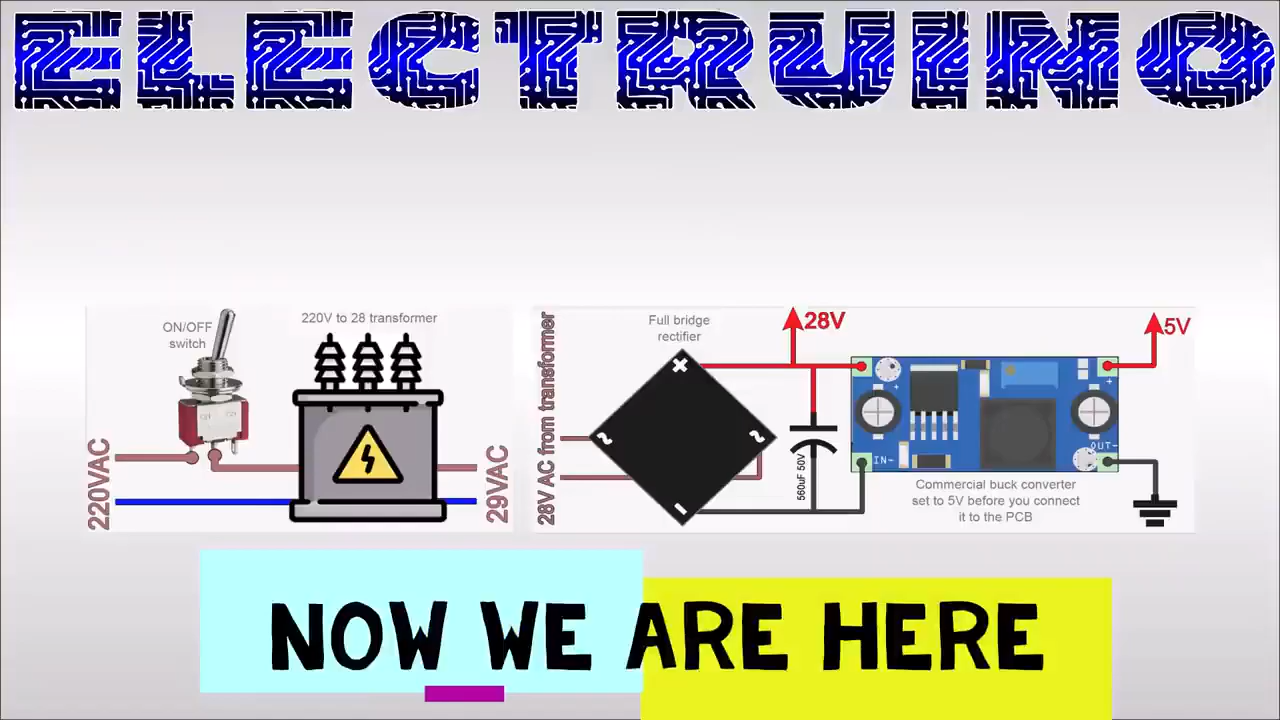 ELECTRUINO
ON/OFF
switch
220V to 28 transformer
220VAC
29VAC
28V AC from transformer
Full bridge
rectifier
28V
560uF 50V
5V
IN-
OUT-
Commercial buck converter
set to 5V before you connect
it to the PCB
NOW WE ARE HERE